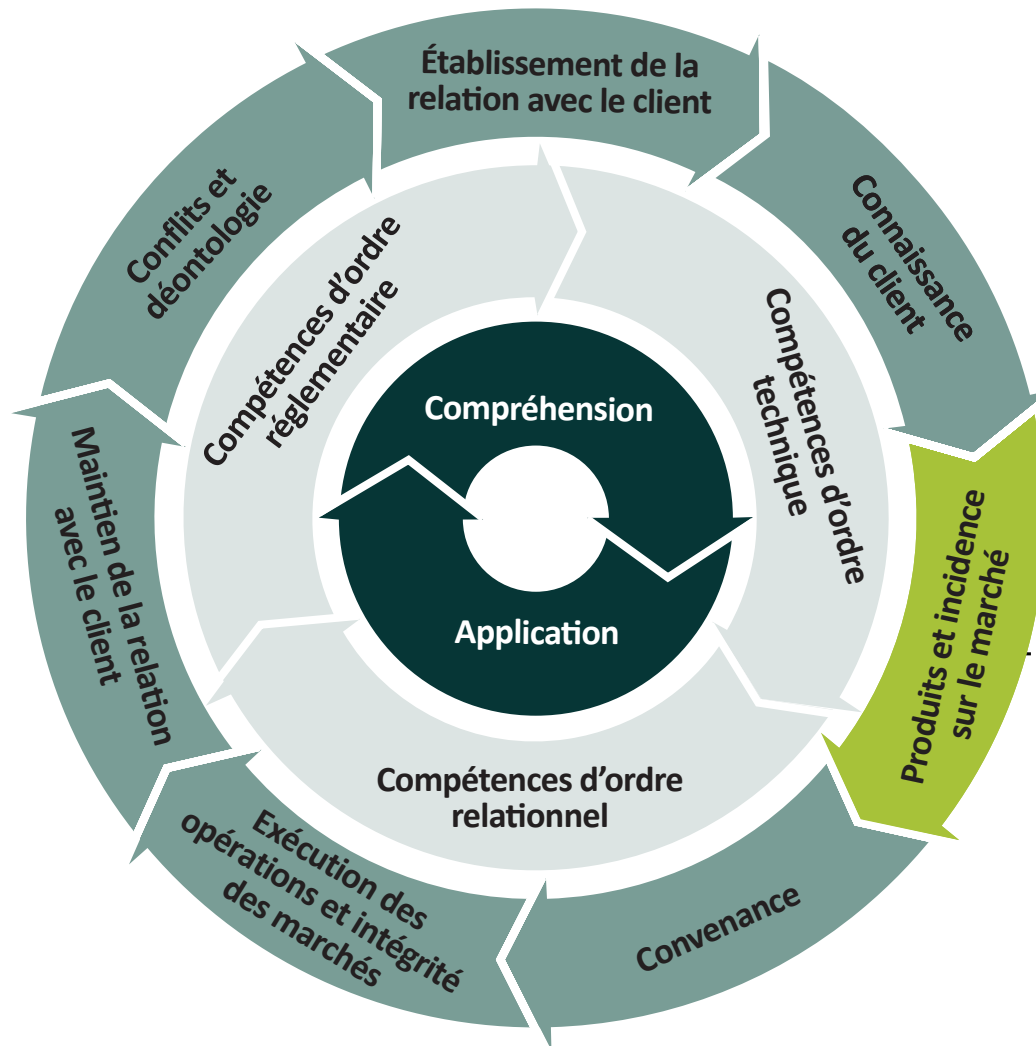 Établissement de la
relation avec le client
Connaissance
du client
Produits et incidence
sur le marché
Convenance
Exécution des
opérations et intégrité
des marchés
Maintien de la relation
avec le client
Conflits et
déontologie
Compétences d’ordre
réglementaire
Compétences d’ordre
technique
Compétences d’ordre
relationnel
Compréhension
Application